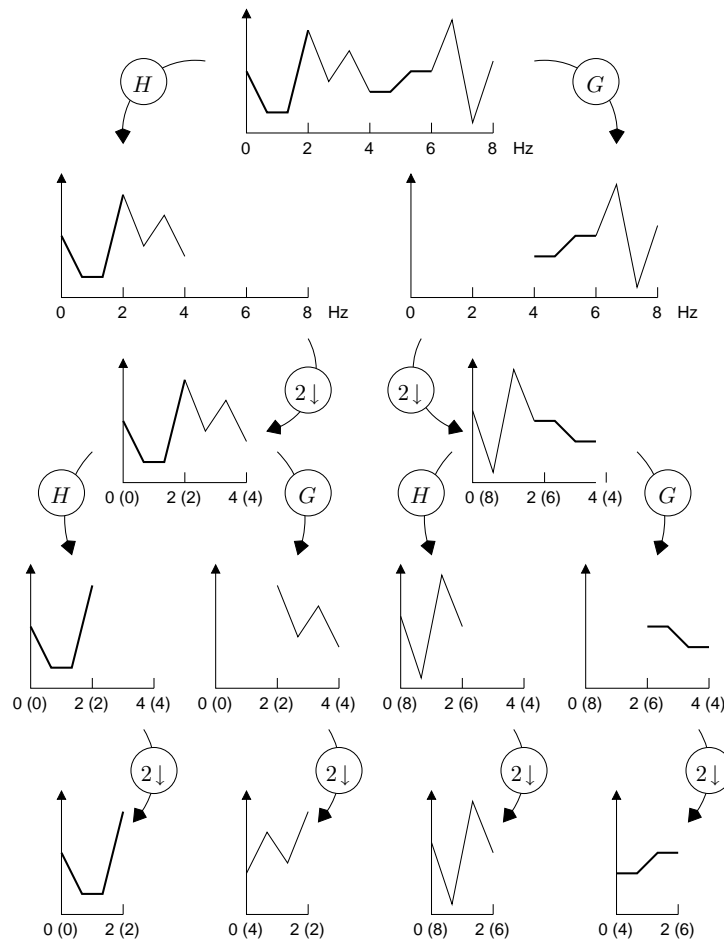 H G
0 2 4 6 8 Hz
0 2 4 6 8 Hz 0 2 4 6 8 Hz
2↓ 2↓
0 (0) 2 (2) 4 (4) 0 (8) 2 (6) 4 (4)
H G H G
0 (0) 2 (2) 4 (4) 0 (0) 2 (2) 4 (4) 0 (8) 2 (6) 4 (4) 0 (8) 2 (6) 4 (4)
2↓ 2↓ 2↓ 2↓
0 (0) 2 (2) 0 (4) 2 (2) 0 (8) 2 (6) 0 (4) 2 (6)